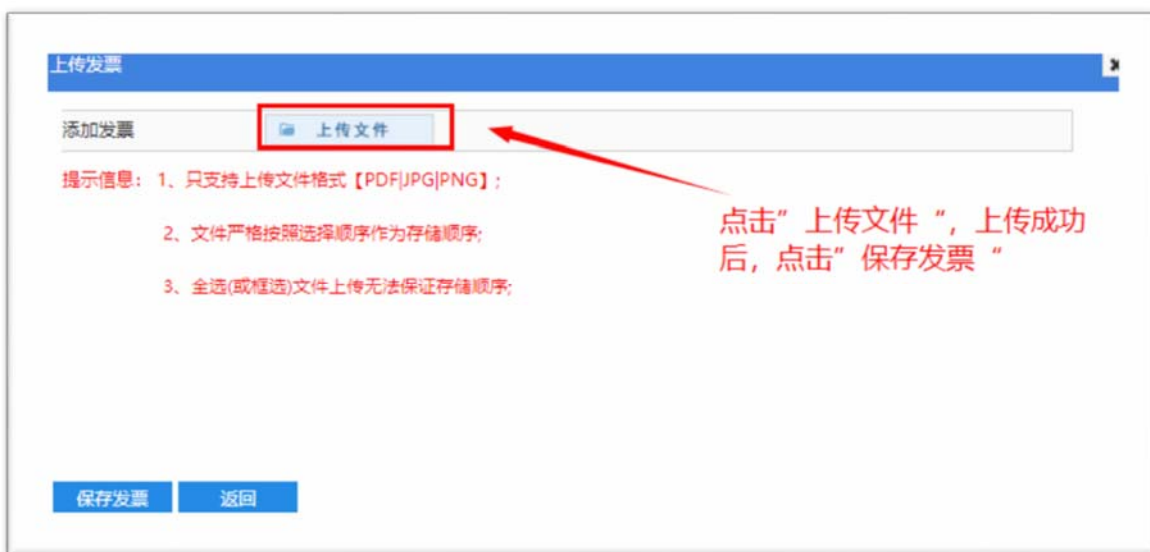 上传发票
添加发票
上传文件
提示信息： 1、只支持上传文件格式【PDF|JPG|PNG】;
2、文件严格按照选择顺序作为存储顺序;
3、全选(或框选)文件上传无法保证存储顺序;
点击”上传文件“，上传成功
后，点击”保存发票“
保存发票
返回